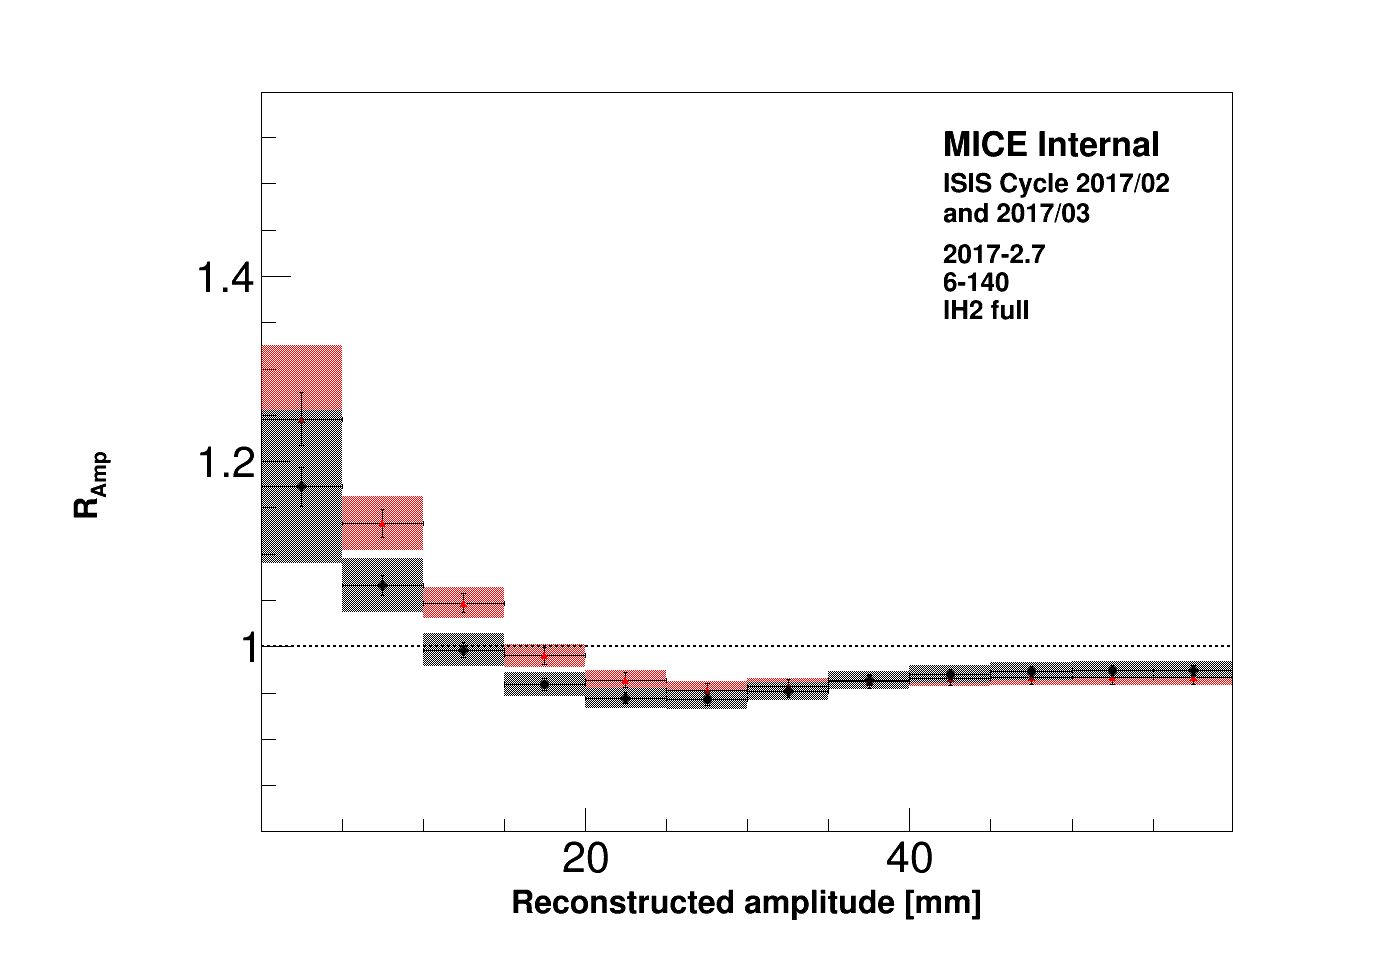 MICE Internal
ISIS Cycle 2017/02
and 2017/03
2017-2.7
6-140
lH2 full
1.4
1.2
1
R_Amp
20
40
Reconstructed amplitude [mm]